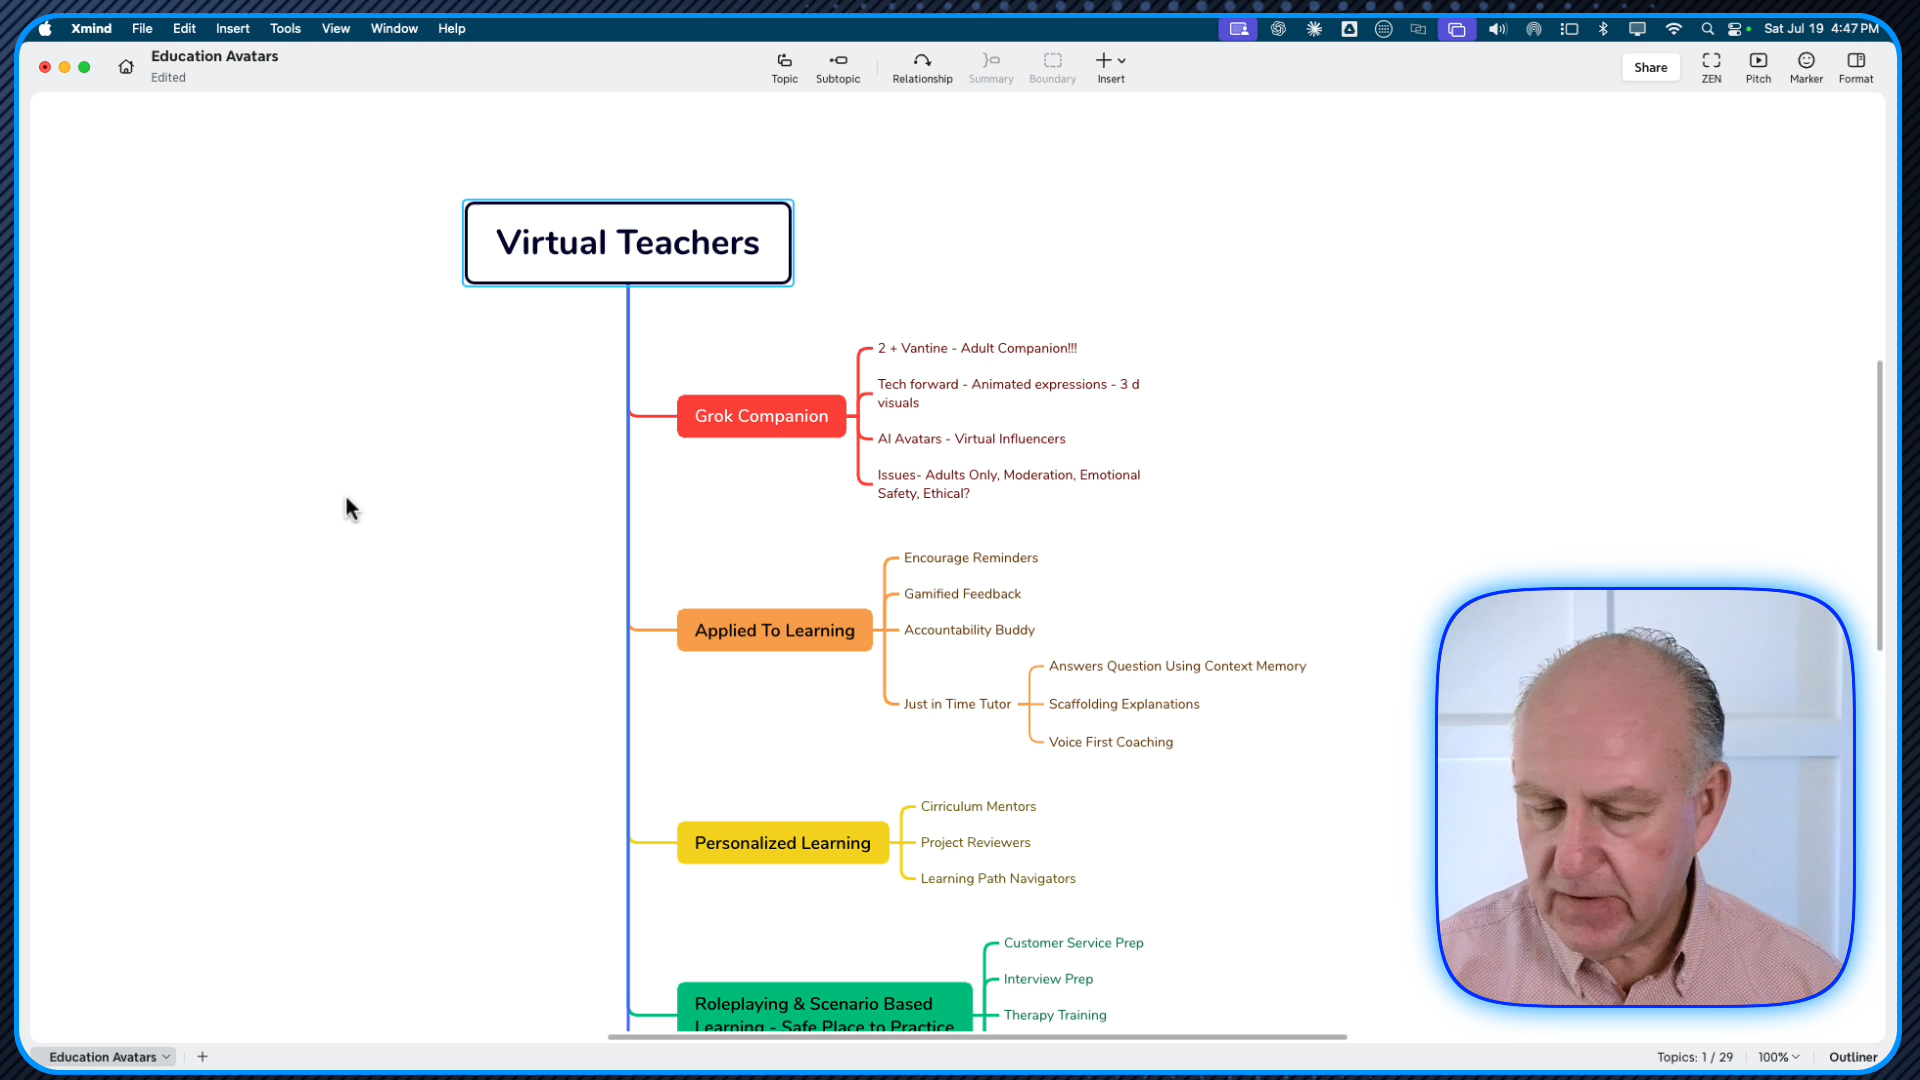 Xmind File Edit Insert Tools View Window Help
Sat Jul 19 4:47 PM
Education Avatars
Edited
Topic Subtopic Relationship Summary Boundary Insert
Share ZEN Pitch Marker Format
Virtual Teachers
Grok Companion
2 + Vantine - Adult Companion!!!
Tech forward - Animated expressions - 3 d
visuals
AI Avatars - Virtual Influencers
Issues- Adults Only, Moderation, Emotional
Safety, Ethical?
Applied To Learning
Encourage Reminders
Gamified Feedback
Accountability Buddy
Just in Time Tutor
Answers Question Using Context Memory
Scaffolding Explanations
Voice First Coaching
Personalized Learning
Cirriculum Mentors
Project Reviewers
Learning Path Navigators
Roleplaying & Scenario Based
Learning - Safe Place to Practice
Customer Service Prep
Interview Prep
Therapy Training
Education Avatars
Topics: 1 / 29 100% Outliner